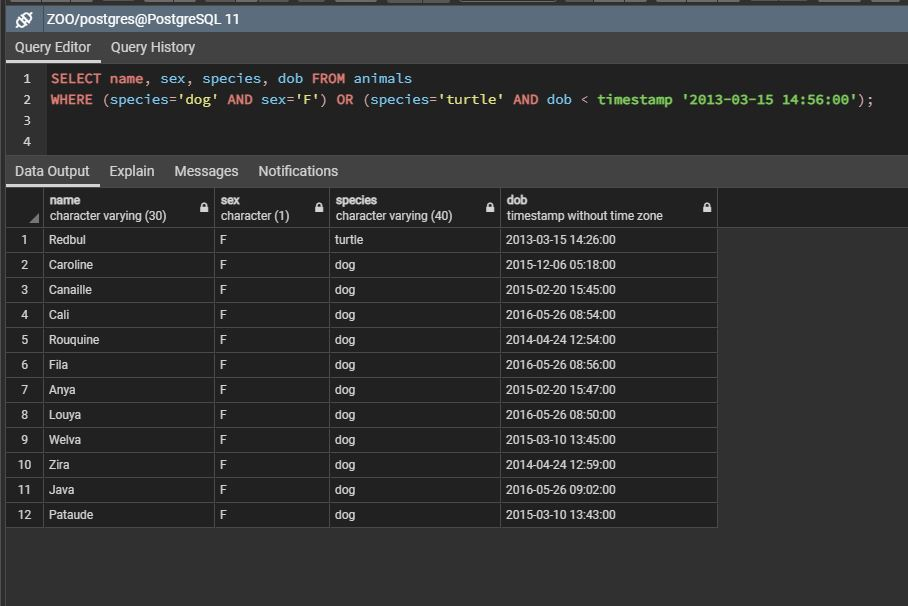 ZOO/postgres@PostgreSQL 11
Query Editor Query History
1 SELECT name, sex, species, dob FROM animals
2 WHERE (species='dog' AND sex='F') OR (species='turtle' AND dob < timestamp '2013-03-15 14:56:00');
3
4
Data Output Explain Messages Notifications
name sex species dob
character varying (30) character (1) character varying (40) timestamp without time zone
1 Redbul F turtle 2013-03-15 14:26:00
2 Caroline F dog 2015-12-06 05:18:00
3 Canaille F dog 2015-02-20 15:45:00
4 Cali F dog 2016-05-26 08:54:00
5 Rouquine F dog 2014-04-24 12:54:00
6 Fila F dog 2016-05-26 08:56:00
7 Anya F dog 2015-02-20 15:47:00
8 Louya F dog 2016-05-26 08:50:00
9 Welva F dog 2015-03-10 13:45:00
10 Zira F dog 2014-04-24 12:59:00
11 Java F dog 2016-05-26 09:02:00
12 Pataude F dog 2015-03-10 13:43:00